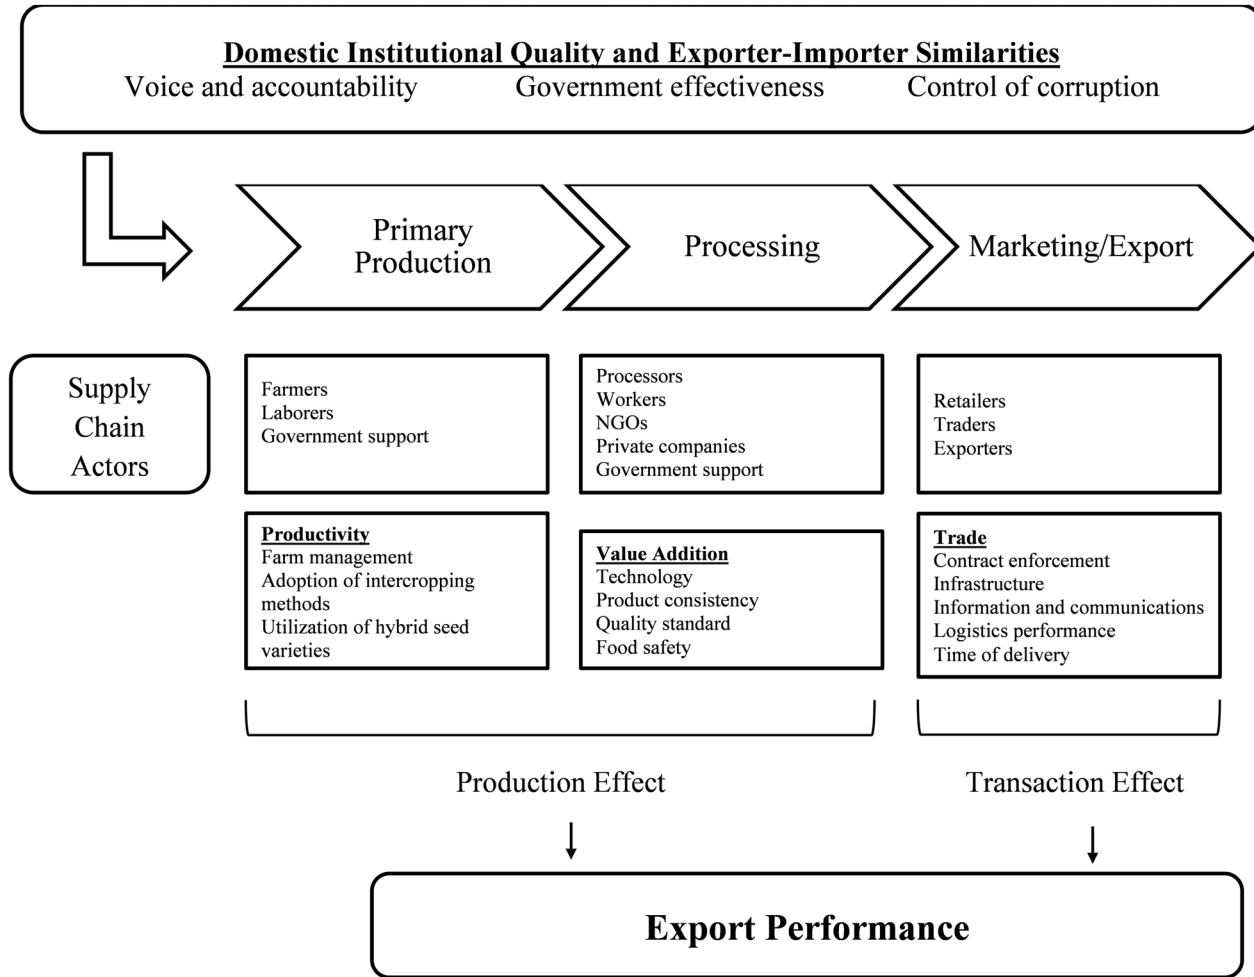 Domestic Institutional Quality and Exporter-Importer Similarities
Voice and accountability Government effectiveness Control of corruption
Primary
Production
Processing
Marketing/Export
Supply
Chain
Actors
Farmers
Laborers
Government support
Processors
Workers
NGOs
Private companies
Government support
Retailers
Traders
Exporters
Productivity
Farm management
Adoption of intercropping
methods
Utilization of hybrid seed
varieties
Value Addition
Technology
Product consistency
Quality standard
Food safety
Trade
Contract enforcement
Infrastructure
Information and communications
Logistics performance
Time of delivery
Production Effect
Transaction Effect
Export Performance